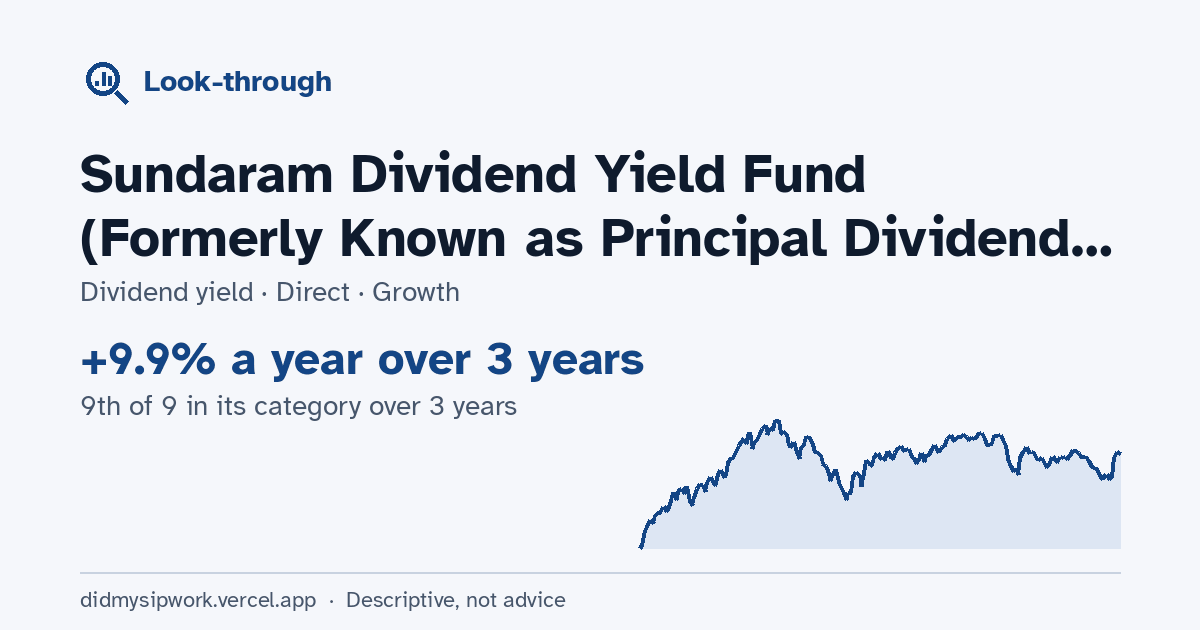 Look-through
Sundaram Dividend Yield Fund
(Formerly Known as Principal Dividend...
Dividend yield · Direct · Growth
+9.9% a year over 3 years
9th of 9 in its category over 3 years
didmysipwork.vercel.app · Descriptive, not advice